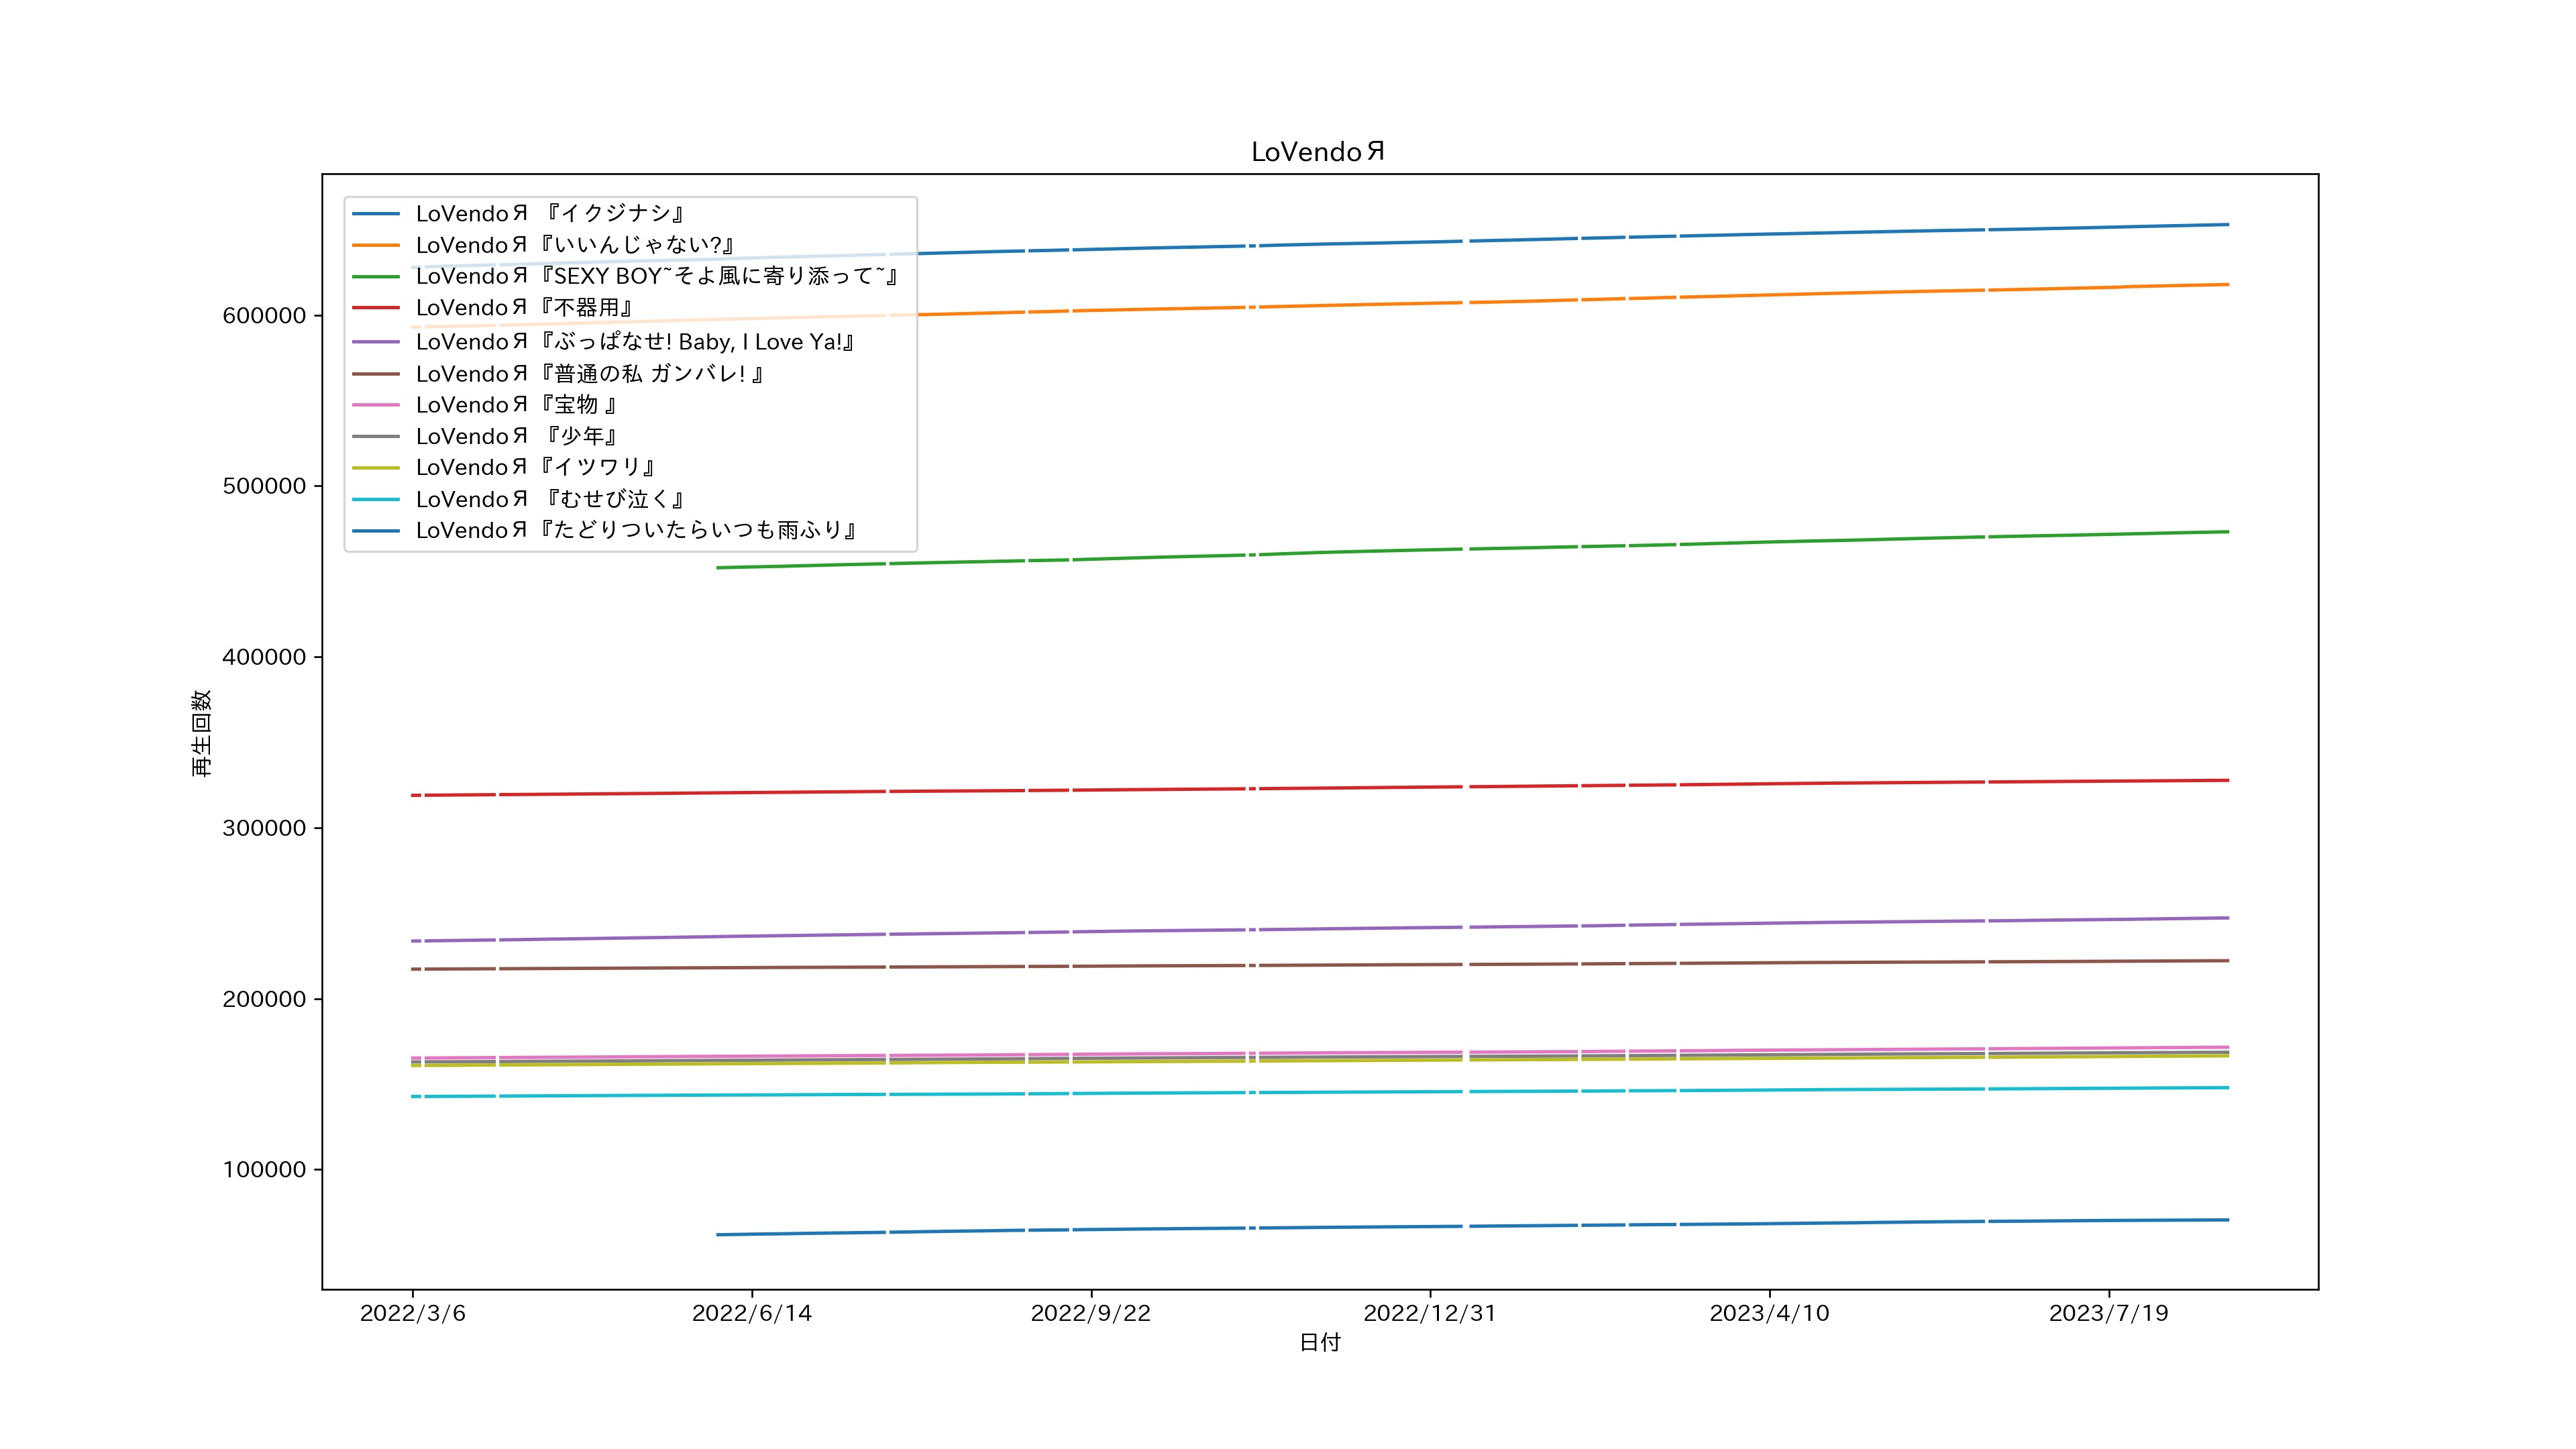 LoVendoЯ
LoVendoЯ 『イクジナシ』
LoVendoЯ『いいんじゃない?』
LoVendoЯ『SEXY BOY~そよ風に寄り添って~』
LoVendoЯ『不器用』
LoVendoЯ『ぶっぱなせ! Baby, I Love Ya!』
LoVendoЯ『普通の私 ガンバレ! 』
LoVendoЯ『宝物 』
LoVendoЯ 『少年』
LoVendoЯ『イツワリ』
LoVendoЯ 『むせび泣く』
LoVendoЯ『たどりついたらいつも雨ふり』
600000
500000
400000
300000
200000
100000
再生回数
2022/3/6
2022/6/14
2022/9/22
2022/12/31
2023/4/10
2023/7/19
日付